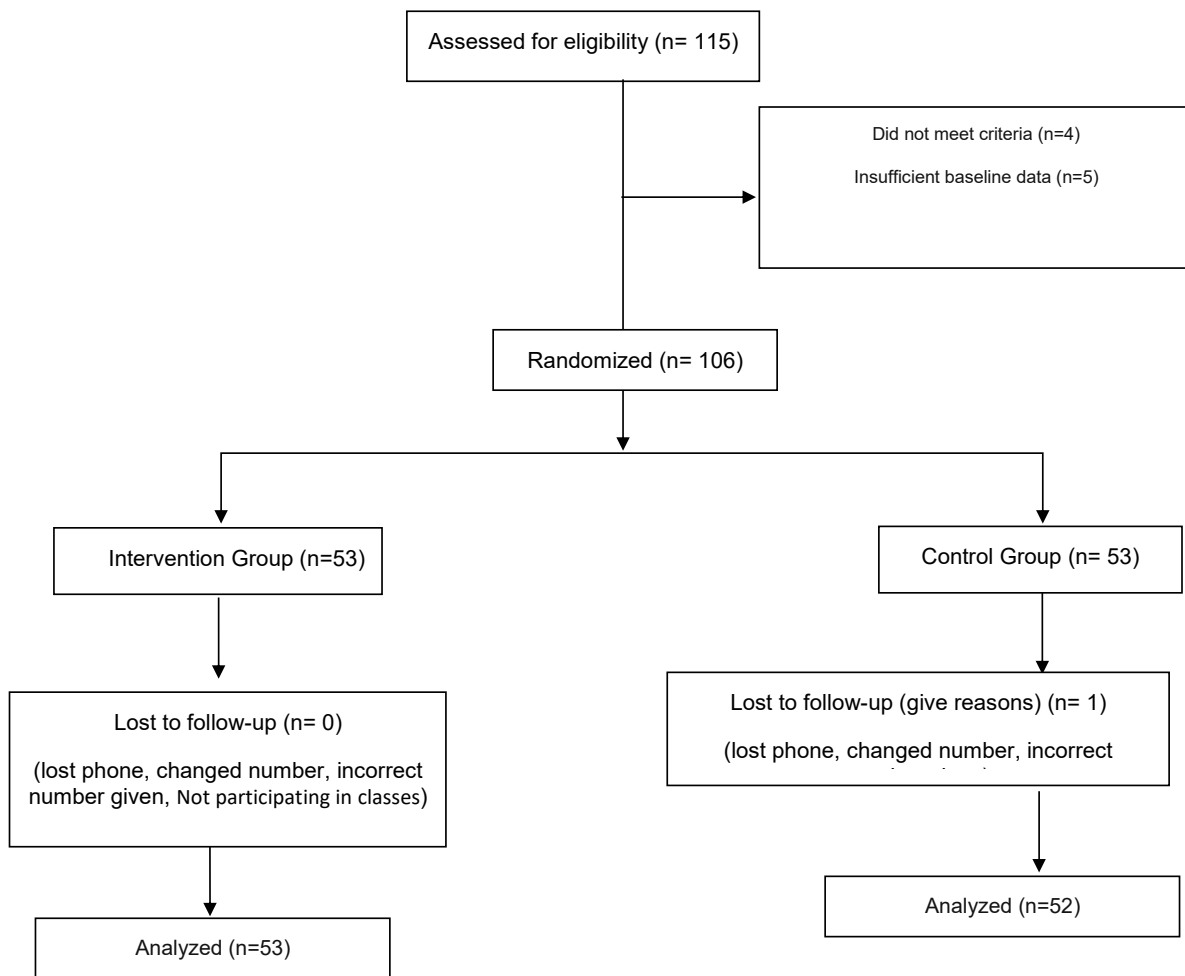 Assessed for eligibility (n= 115)
Did not meet criteria (n=4)
Insufficient baseline data (n=5)
Randomized (n= 106)
Intervention Group (n=53)
Control Group (n= 53)
Lost to follow-up (n= 0)
(lost phone, changed number, incorrect
number given, Not participating in classes)
Lost to follow-up (give reasons) (n= 1)
(lost phone, changed number, incorrect
Analyzed (n=53)
Analyzed (n=52)